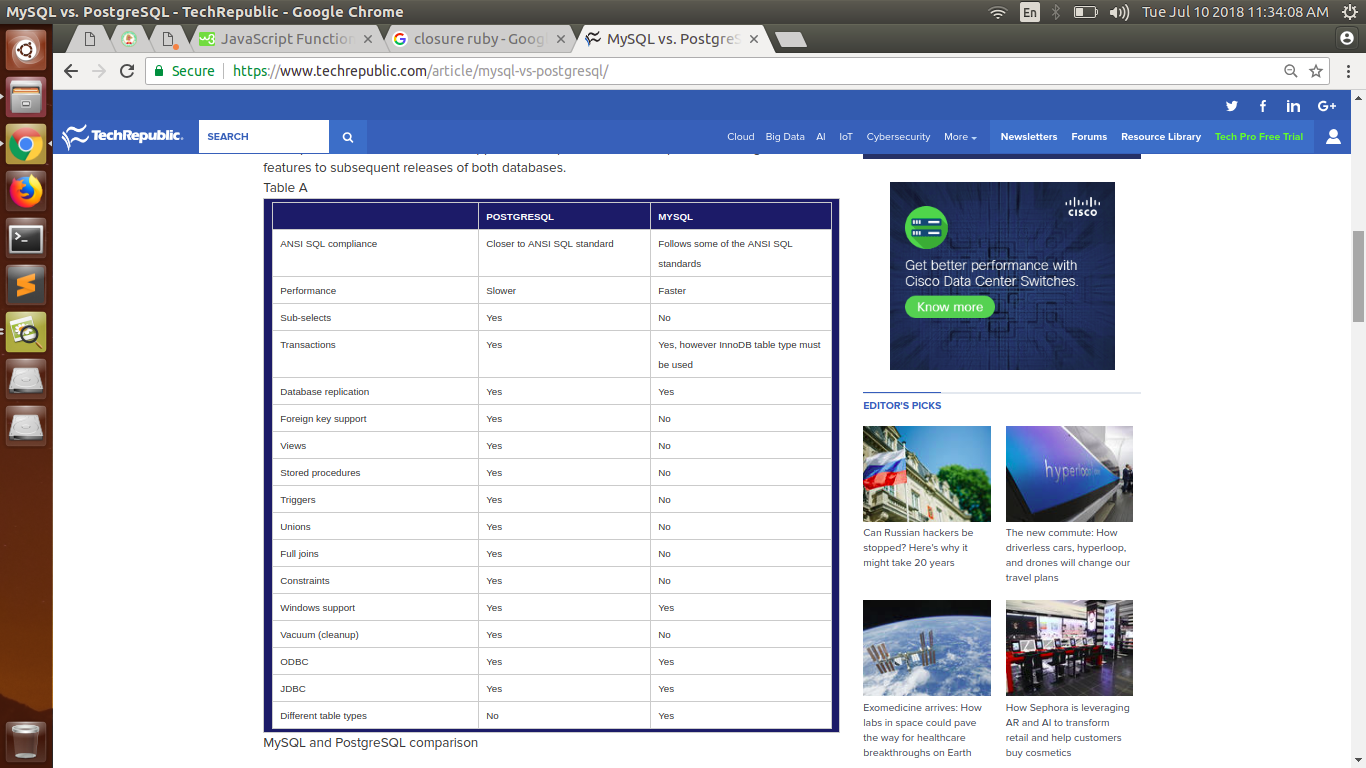 MySQL vs. PostgreSQL - TechRepublic - Google Chrome
En
Tue Jul 10 2018 11:34:08 AM
JavaScript Function
closure ruby - Goog
MySQL vs. PostgreS
Secure
https://www.techrepublic.com/article/mysql-vs-postgresql/
TechRepublic.
SEARCH
Cloud Big Data AI IoT Cybersecurity More Newsletters Forums Resource Library Tech Pro Free Trial
features to subsequent releases of both databases.
Table A
POSTGRESQL MYSQL
ANSI SQL compliance Closer to ANSI SQL standard Follows some of the ANSI SQL
standards
Performance Slower Faster
Sub-selects Yes No
Transactions Yes Yes, however InnoDB table type must
be used
Database replication Yes Yes
Foreign key support Yes No
Views Yes No
Stored procedures Yes No
Triggers Yes No
Unions Yes No
Full joins Yes No
Constraints Yes No
Windows support Yes Yes
Vacuum (cleanup) Yes No
ODBC Yes Yes
JDBC Yes Yes
Different table types No Yes
MySQL and PostgreSQL comparison
CISCO
Get better performance with
Cisco Data Center Switches.
Know more
EDITOR'S PICKS
Can Russian hackers be
stopped? Here's why it
might take 20 years
The new commute: How
driverless cars, hyperloop,
and drones will change our
travel plans
Exomedicine arrives: How
labs in space could pave
the way for healthcare
breakthroughs on Earth
How Sephora is leveraging
AR and AI to transform
retail and help customers
buy cosmetics